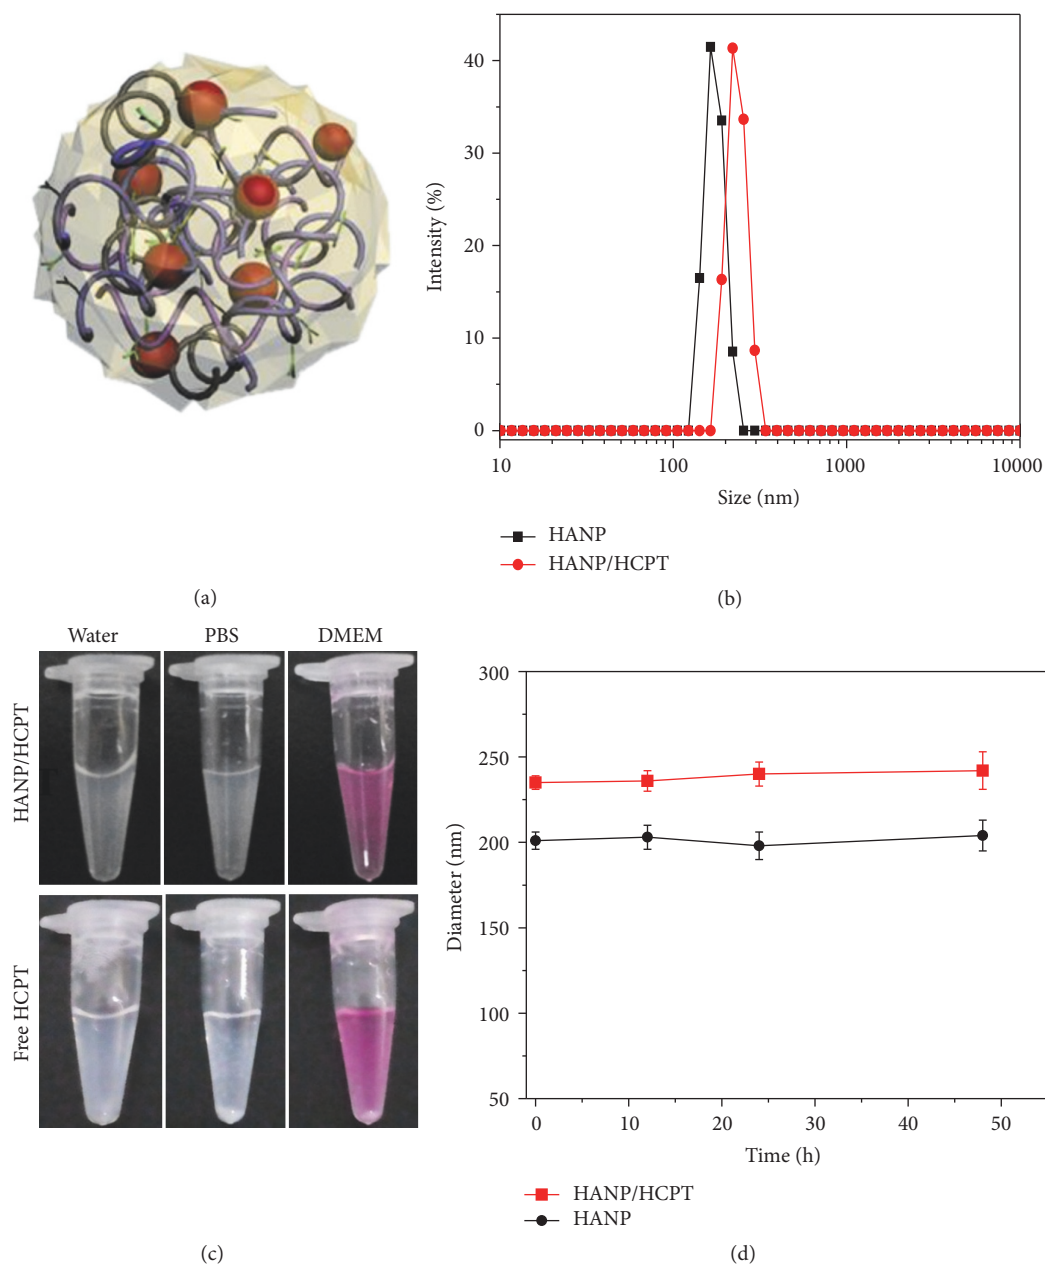 40
30
20
10
0
Intensity (%)
10
100
1000
10000
Size (nm)
HANP
HANP/HCPT
(a)
(b)
Water
PBS
DMEM
HANP/HCPT
Free HCPT
(c)
300
250
200
150
100
50
Diameter (nm)
0
10
20
30
40
50
Time (h)
HANP/HCPT
HANP
(d)